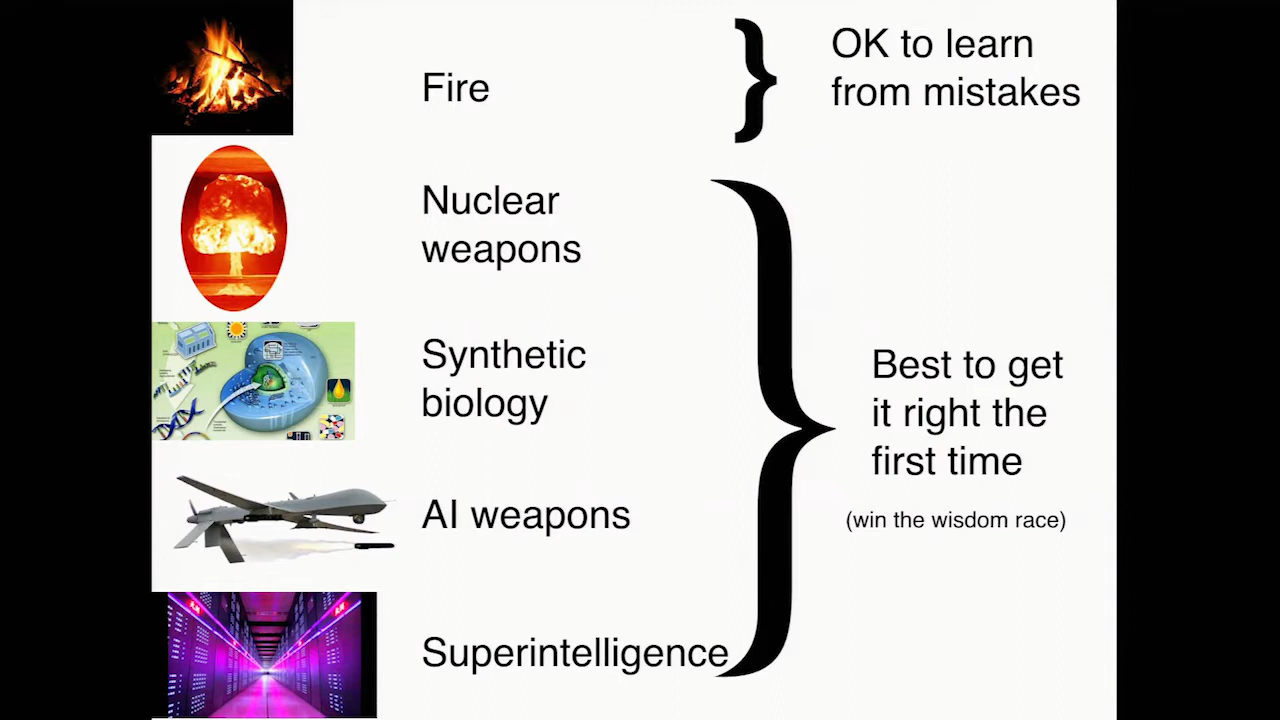 Fire
OK to learn
from mistakes
Nuclear
weapons
Synthetic
biology
AI weapons
Superintelligence
Best to get
it right the
first time
(win the wisdom race)